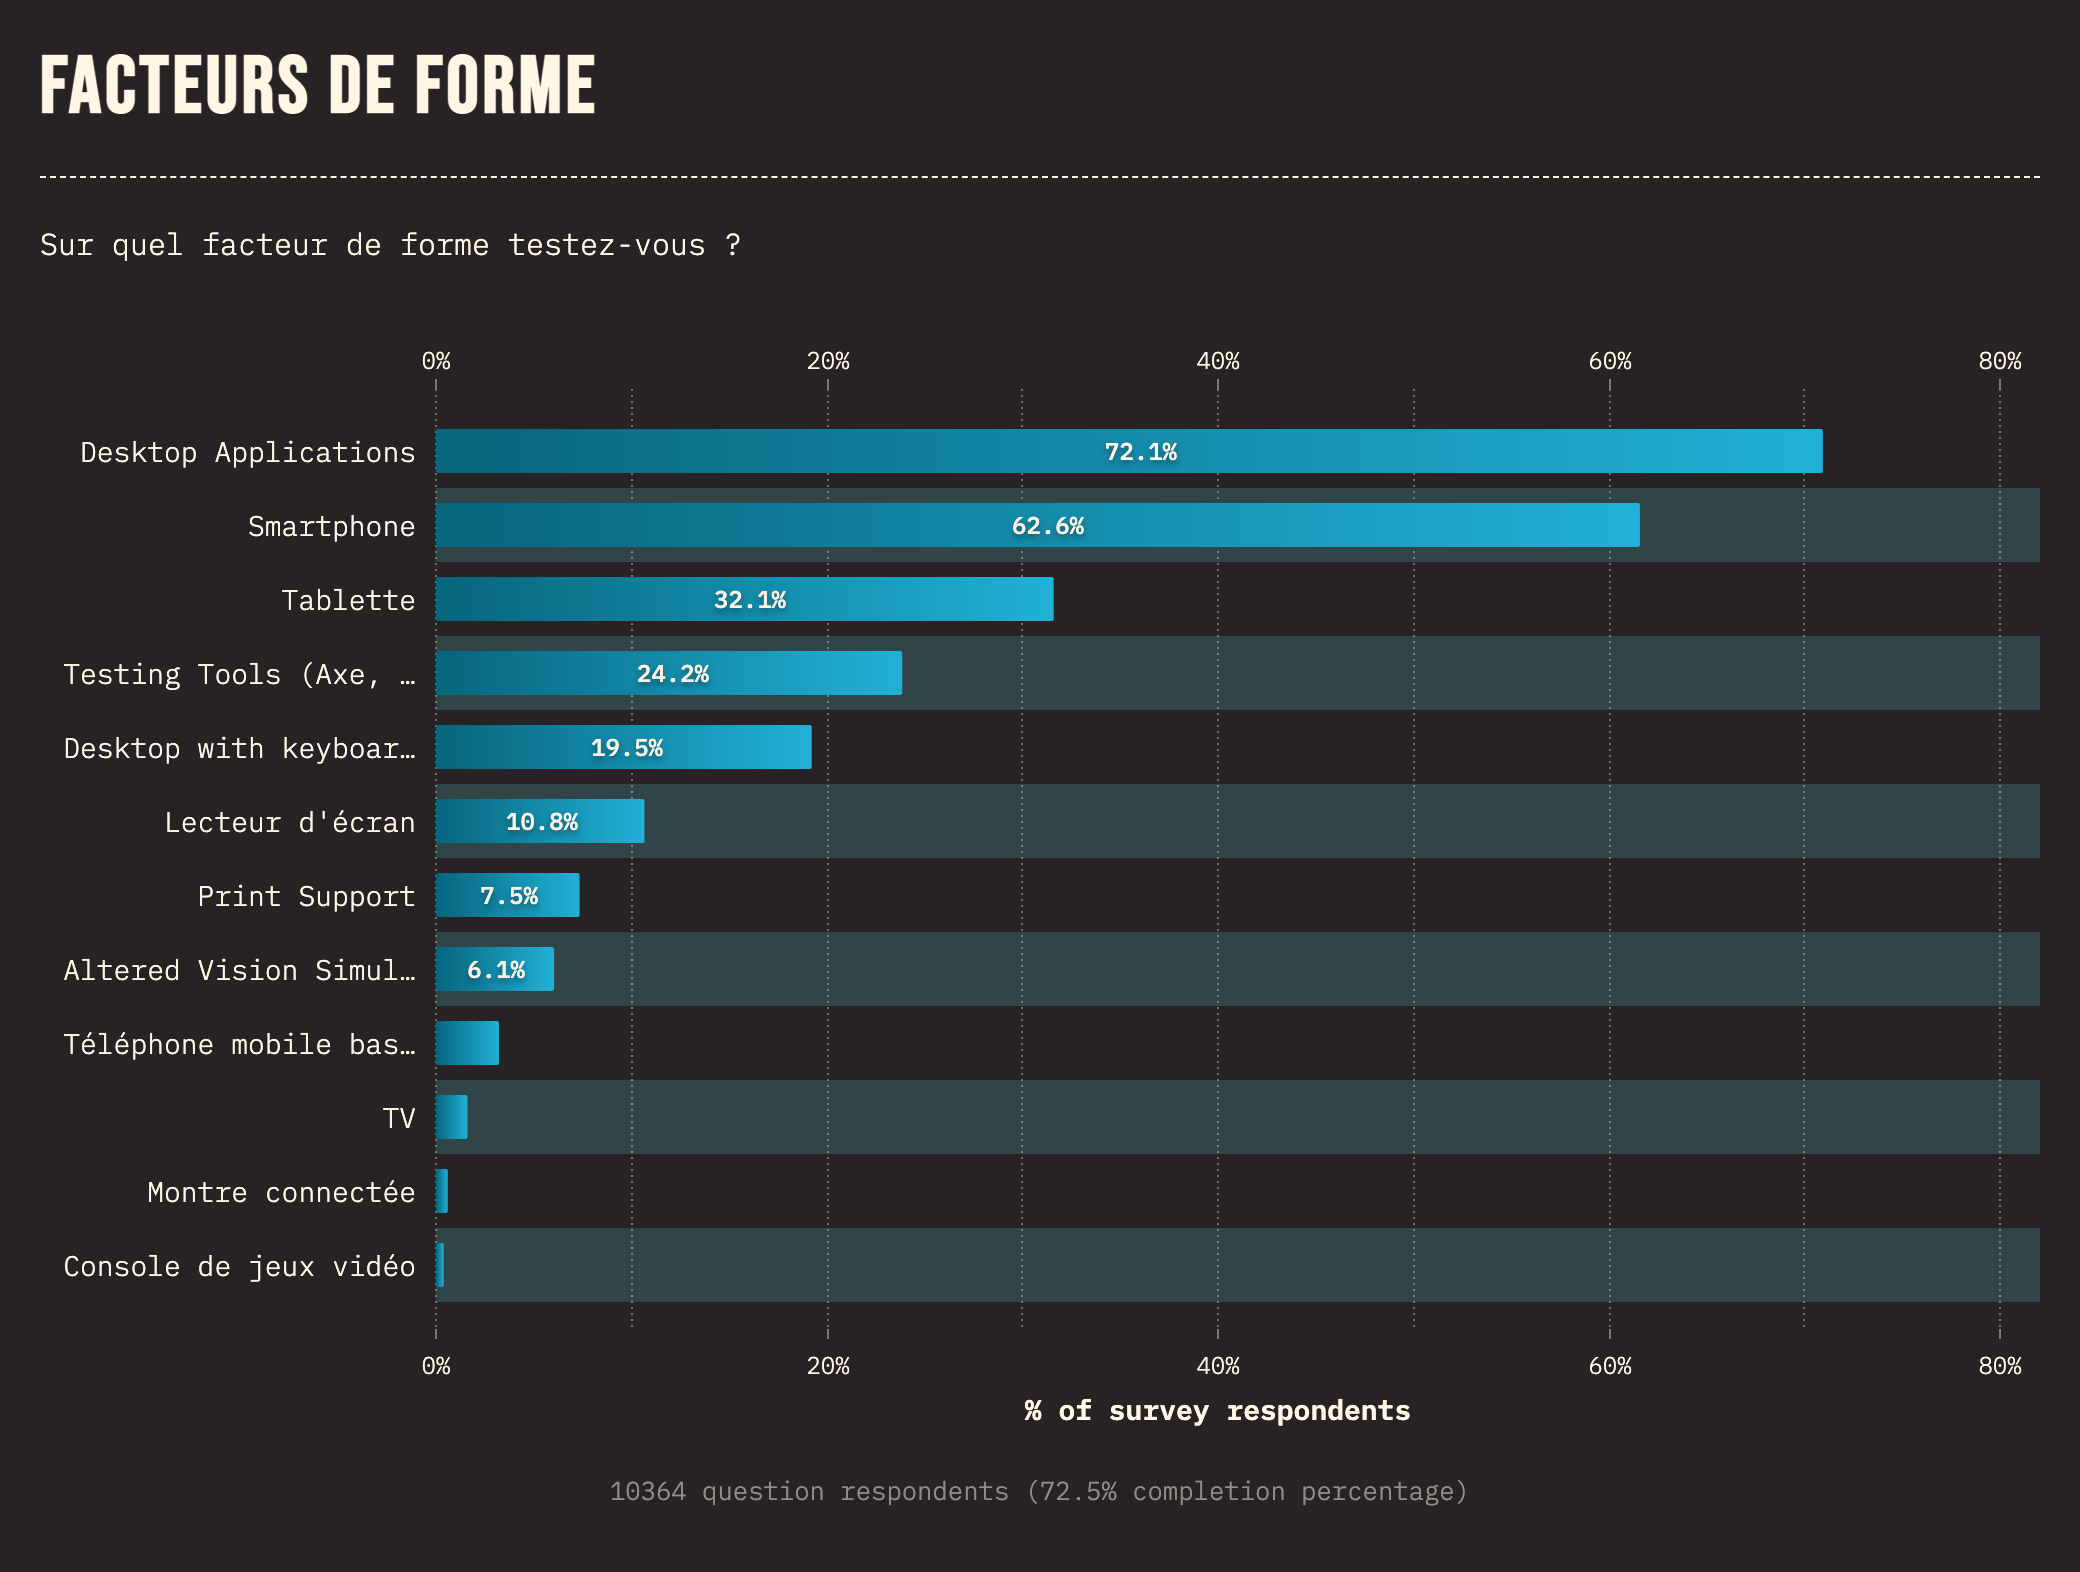 FACTEURS DE FORME
Sur quel facteur de forme testez-vous ?
0% 20% 40% 60% 80%
Desktop Applications 72.1%
Smartphone 62.6%
Tablette 32.1%
Testing Tools (Axe, … 24.2%
Desktop with keyboar… 19.5%
Lecteur d'écran 10.8%
Print Support 7.5%
Altered Vision Simul… 6.1%
Téléphone mobile bas…
TV
Montre connectée
Console de jeux vidéo
0% 20% 40% 60% 80%
% of survey respondents
10364 question respondents (72.5% completion percentage)